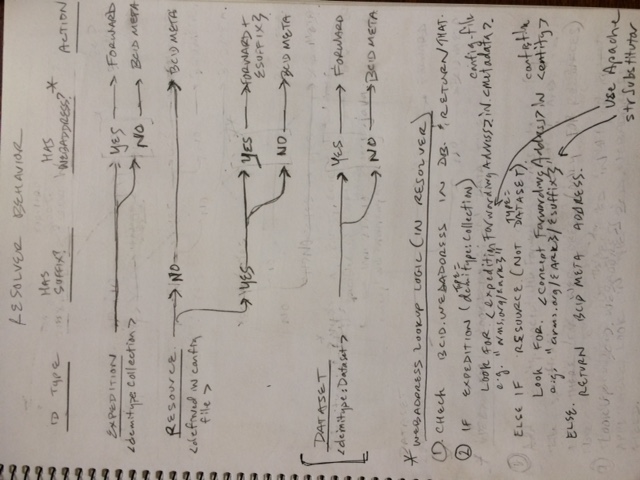 RESOLVER BEHAVIOR
ID TYPE HAS SUFFIX? HAS WEBADDRESS?* ACTION
EXPEDITION YES FORWARD
<dcmitype:Collection> NO BCID META
RESOURCE NO BCID META
<defined in config
file>
YES YES FORWARD +
{SUFFIX}
NO BCID META
DATASET YES FORWARD
<dcmitype:Dataset>
NO BCID META
* WEBADDRESS LOOKUP LOGIC (IN RESOLVER)
① CHECK BCID.WEBADDRESS IN DB. RETURN THAT.
② IF EXPEDITION (TYPE= dcmitype:Collection) config-file
LOOK FOR <expeditionForwardingAddress> IN <metadata>.
e.g. "arms.org/{ark}"
③ ELSE IF RESOURCE (NOT TYPE= DATASET). config file
LOOK FOR. <conceptForwardingAddress> IN <entity>
e.g. "arms.org/{ARK}/{suffix}"
ELSE.
RETURN BCID META ADDRESS.
USE Apache
strSubstitutor